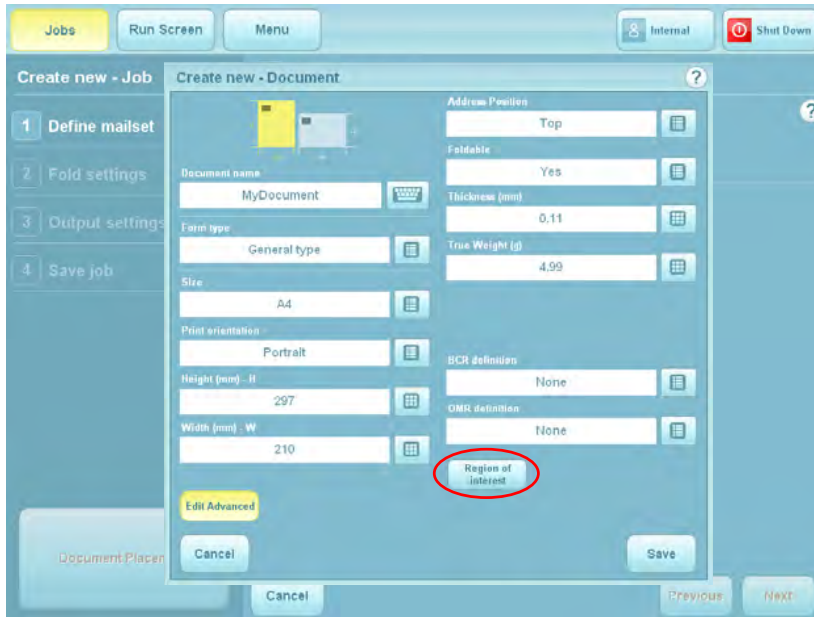 Jobs
Run Screen
Menu
Internal
Shut Down
Create new - Job
1 Define mailset
2 Fold settings
3 Output settings
4 Save job
Create new - Document
?
?
Document name
MyDocument
Form type
General type
Size
A4
Print orientation
Portrait
Height (mm) - H
297
Width (mm) - W
210
Edit Advanced
Cancel
Address Position
Top
Foldable
Yes
Thickness (mm)
0.11
True Weight (g)
4.99
BCR definition
None
OMR definition
None
Region of
interest
Save
Document Placem
Cancel
Previous
Next